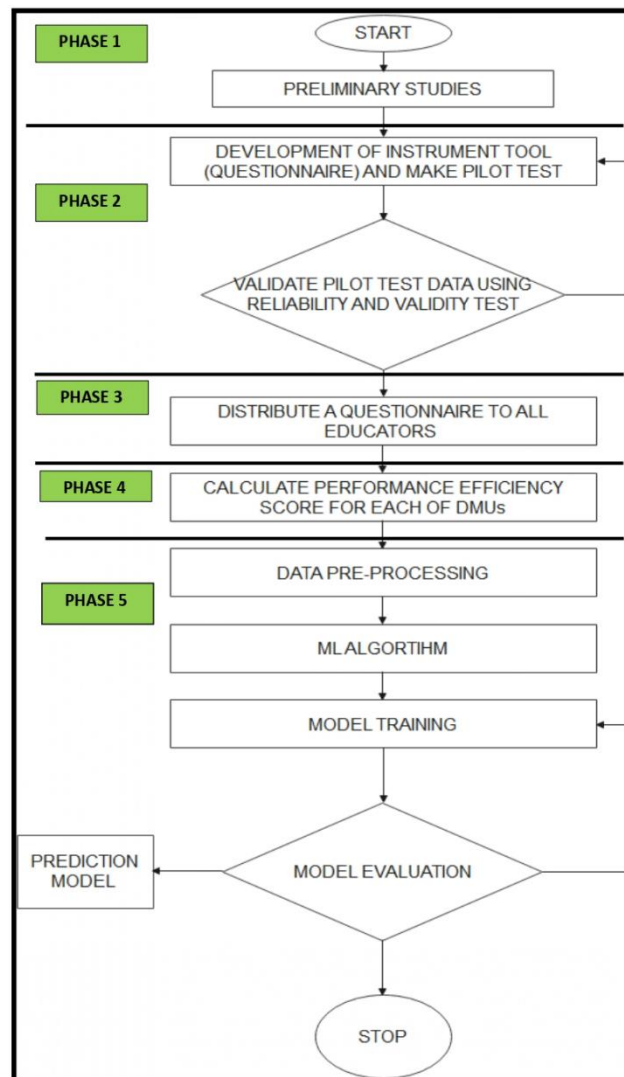 PHASE 1
START
PRELIMINARY STUDIES
PHASE 2
DEVELOPMENT OF INSTRUMENT TOOL
(QUESTIONNAIRE) AND MAKE PILOT TEST
VALIDATE PILOT TEST DATA USING
RELIABILITY AND VALIDITY TEST
PHASE 3
DISTRIBUTE A QUESTIONNAIRE TO ALL
EDUCATORS
PHASE 4
CALCULATE PERFORMANCE EFFICIENCY
SCORE FOR EACH OF DMUs
PHASE 5
DATA PRE-PROCESSING
ML ALGORTIHM
MODEL TRAINING
PREDICTION
MODEL
MODEL EVALUATION
STOP